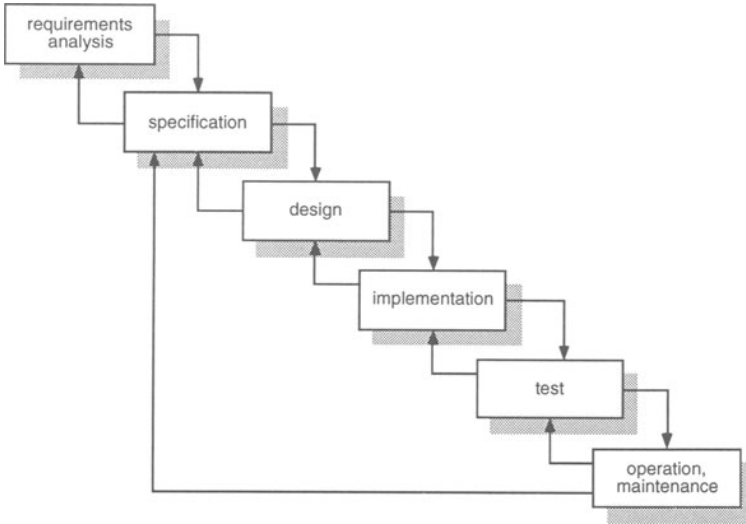 requirements
analysis
specification
design
implementation
test
operation,
maintenance